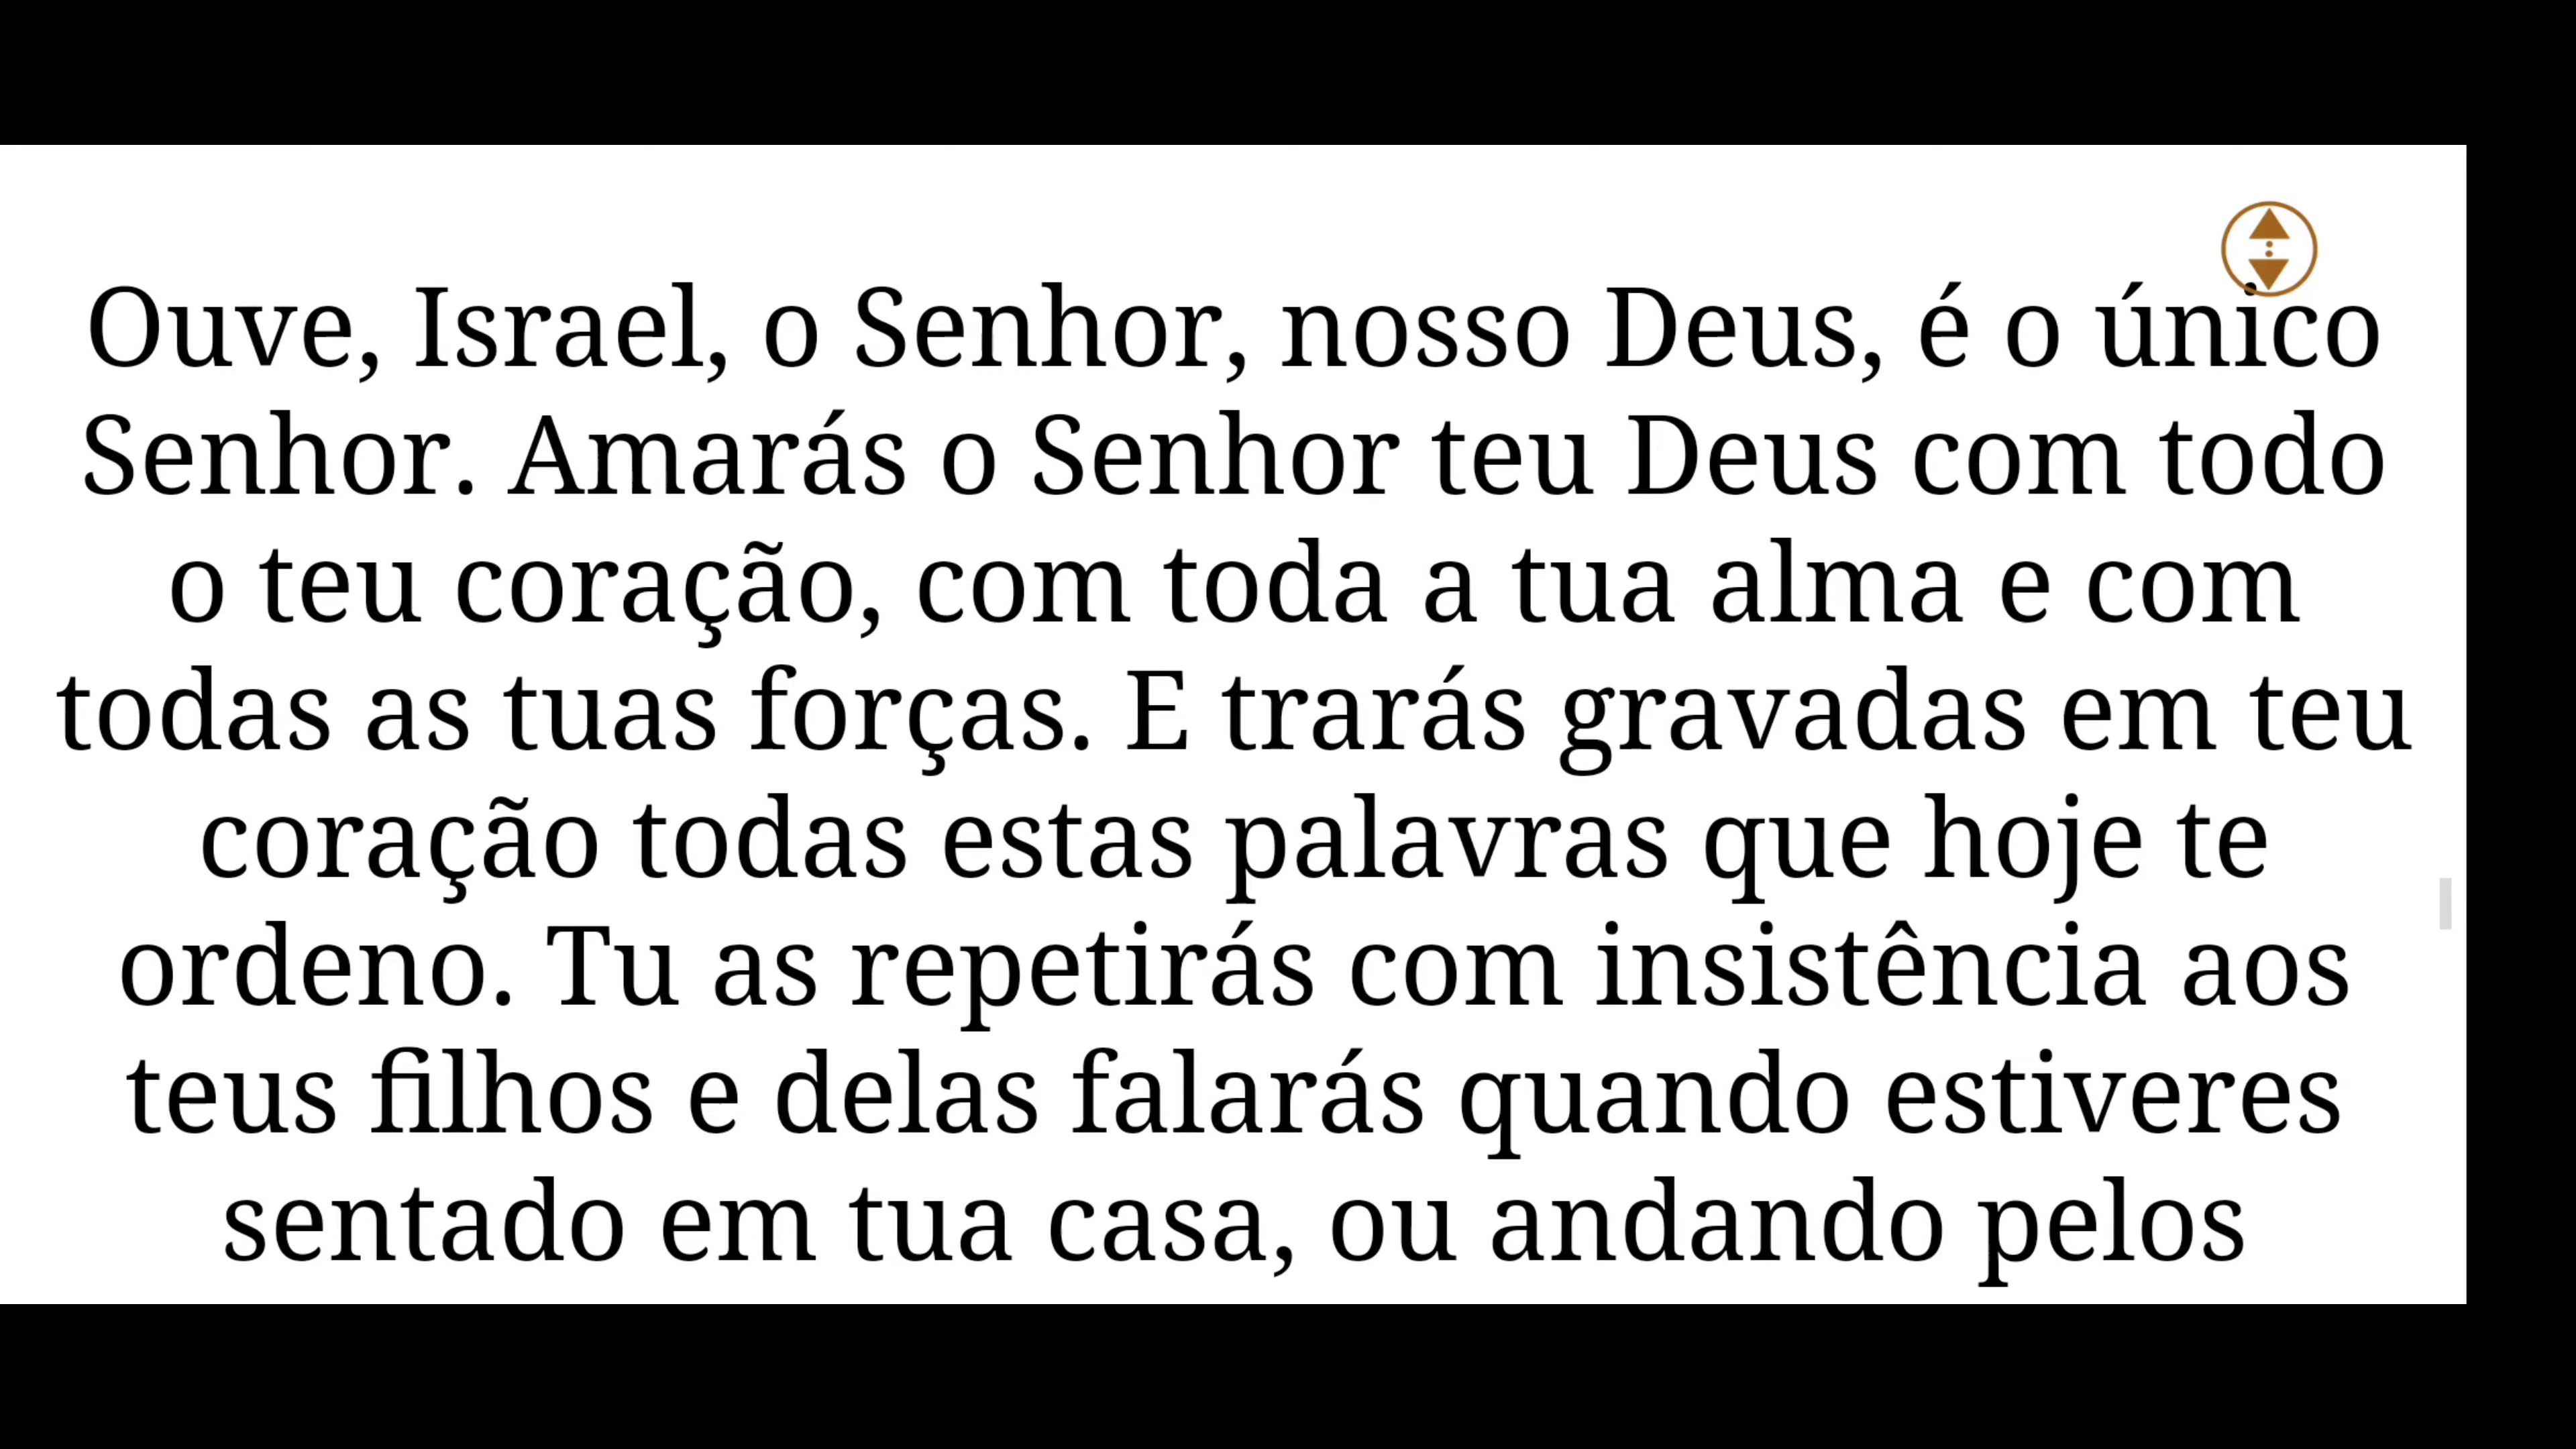 Ouve, Israel, o Senhor, nosso Deus, é o único
Senhor. Amarás o Senhor teu Deus com todo
o teu coração, com toda a tua alma e com
todas as tuas forças. E trarás gravadas em teu
coração todas estas palavras que hoje te
ordeno. Tu as repetirás com insistência aos
teus filhos e delas falarás quando estiveres
sentado em tua casa, ou andando pelos